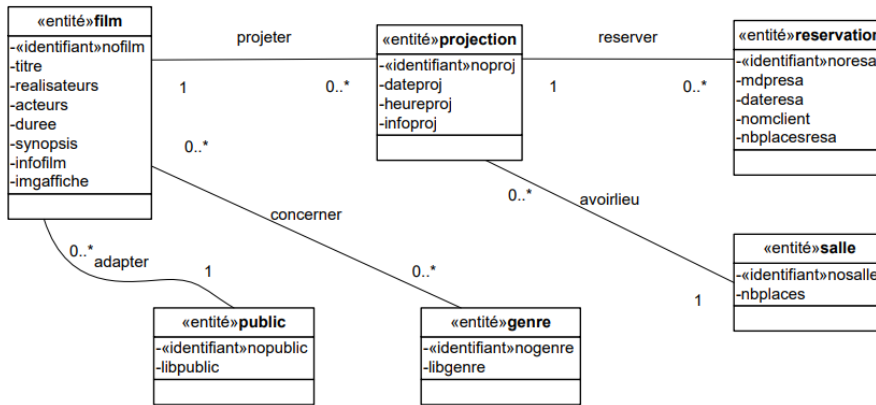 «entité»film
-«identifiant»nofilm
-titre
-realisateurs
-acteurs
-duree
-synopsis
-infofilm
-imgaffiche
projeter
1
0..*
«entité»projection
-«identifiant»noproj
-dateproj
-heureproj
-infoproj
reserver
1
0..*
«entité»reservation
-«identifiant»noresa
-mdpresa
-dateresa
-nomclient
-nbplacesresa
0..*
concerner
0..*
0..*
avoirlieu
1
«entité»salle
-«identifiant»nosalle
-nbplaces
0..*
adapter
1
«entité»public
-«identifiant»nopublic
-libpublic
«entité»genre
-«identifiant»nogenre
-libgenre